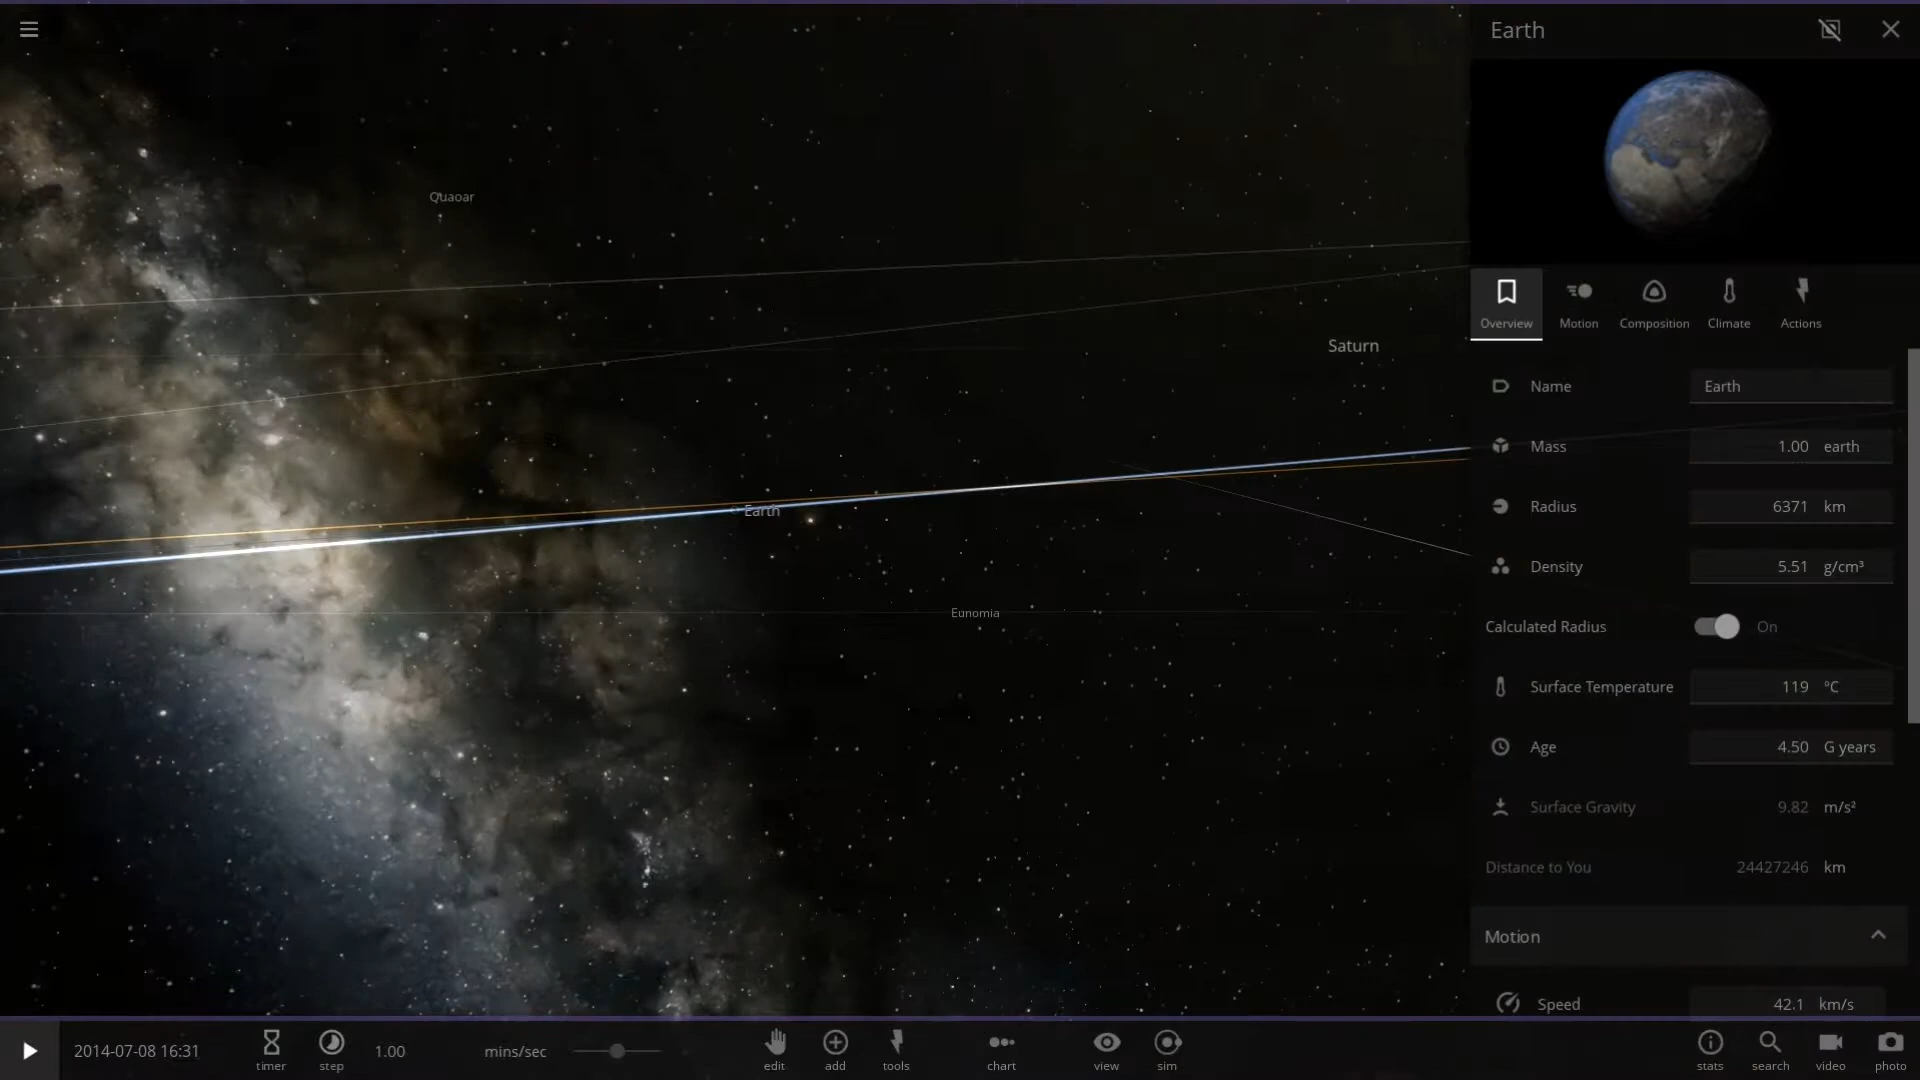 Earth
Quaoar
Saturn
Earth
Eunomia
Overview
Motion
Composition
Climate
Actions
Name Earth
Mass 1.00 earth
Radius 6371 km
Density 5.51 g/cm³
Calculated Radius On
Surface Temperature 119 °C
Age 4.50 G years
Surface Gravity 9.82 m/s²
Distance to You 24427246 km
Motion
Speed 42.1 km/s
2014-07-08 16:31
timer
step
1.00 mins/sec
edit
add
tools
chart
view
sim
stats
search
video
photo